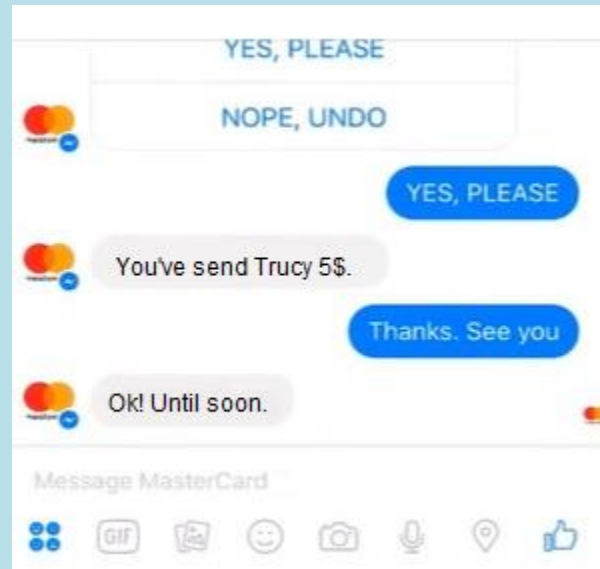 YES, PLEASE
NOPE, UNDO
YES, PLEASE
You've send Trucy 5$.
Thanks. See you
Ok! Until soon.
Message MasterCard
GIF